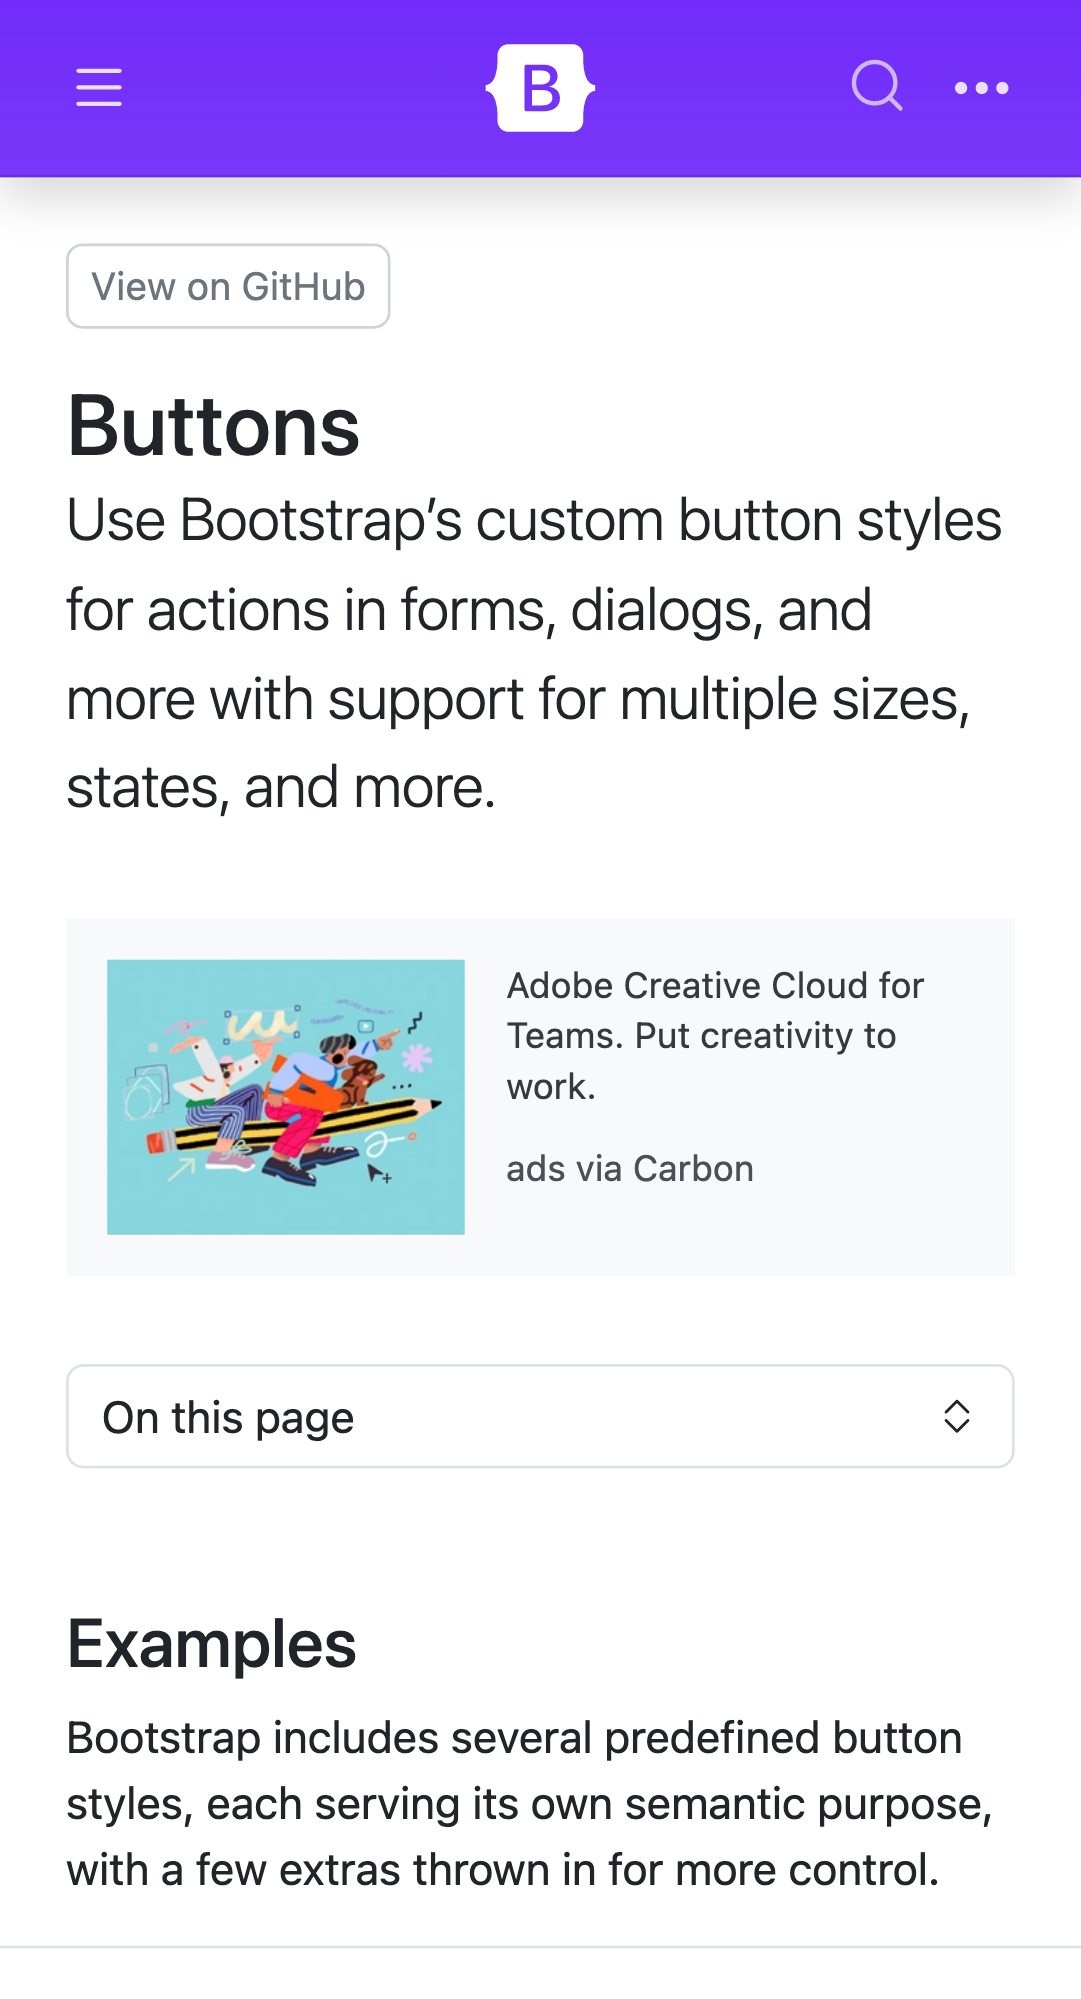 B
View on GitHub
Buttons
Use Bootstrap’s custom button styles
for actions in forms, dialogs, and
more with support for multiple sizes,
states, and more.
Adobe Creative Cloud for
Teams. Put creativity to
work.
ads via Carbon
On this page
Examples
Bootstrap includes several predefined button
styles, each serving its own semantic purpose,
with a few extras thrown in for more control.